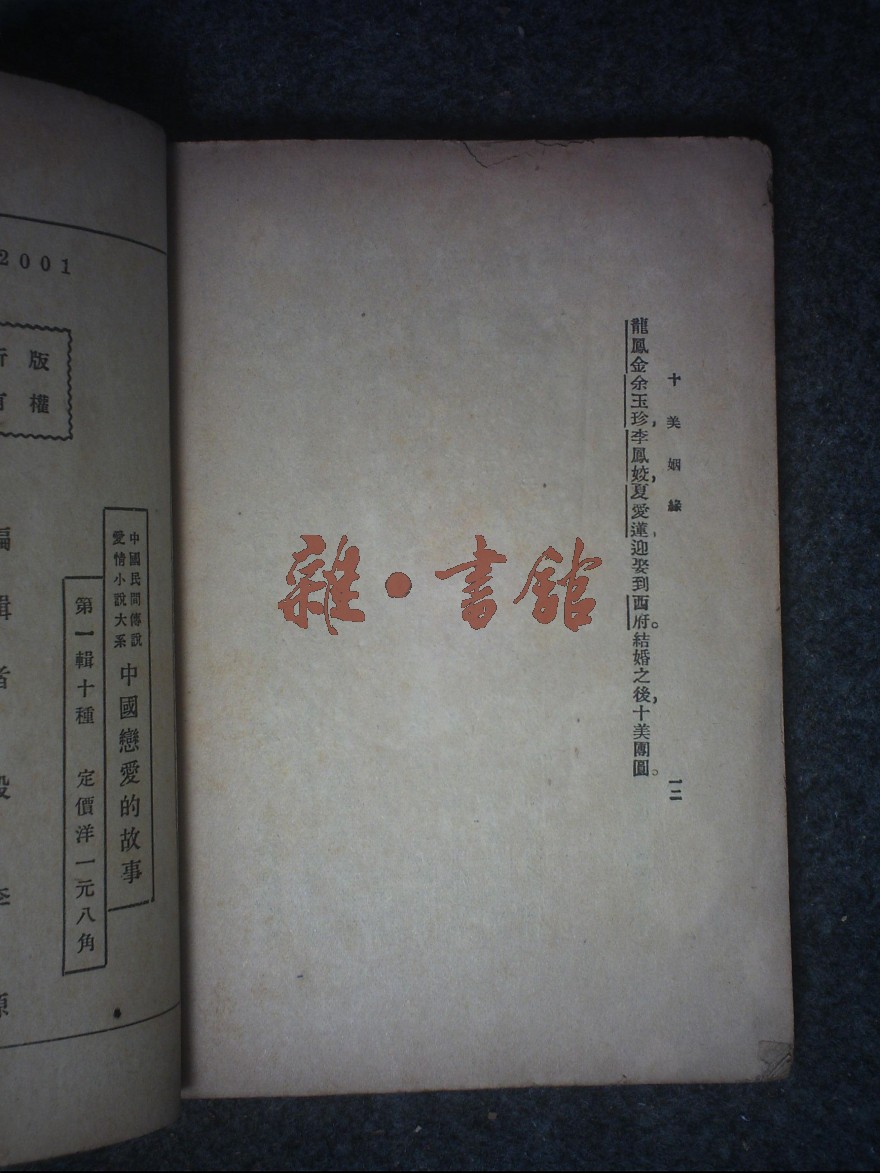 十美姻緣
龍鳳金余玉珍，李鳳姣，夏愛蓮迎娶到西府。結婚之後，十美團圓。
一二
雜·書館
2001
版
權
中國民間傳說
愛情小說大系
中國戀愛的故事
第一輯十種 定價洋一元八角
輯